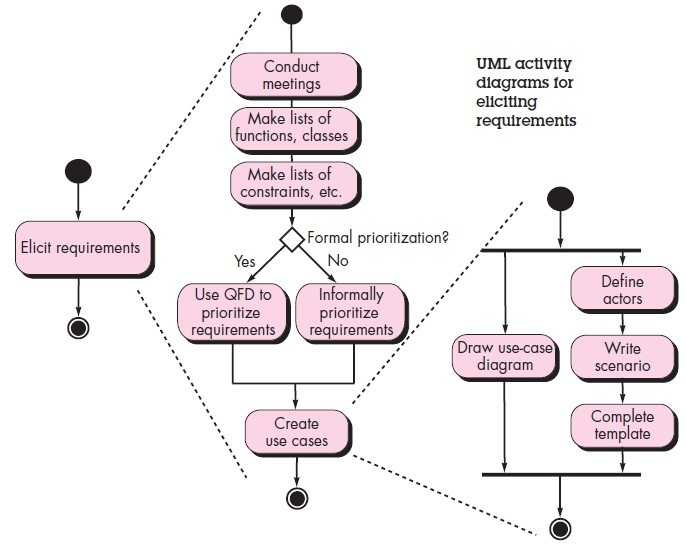 UML activity
diagrams for
eliciting
requirements
Elicit requirements
Conduct
meetings
Make lists of
functions, classes
Make lists of
constraints, etc.
Formal prioritization?
Yes
No
Use QFD to
prioritize
requirements
Informally
prioritize
requirements
Create
use cases
Draw use-case
diagram
Define
actors
Write
scenario
Complete
template